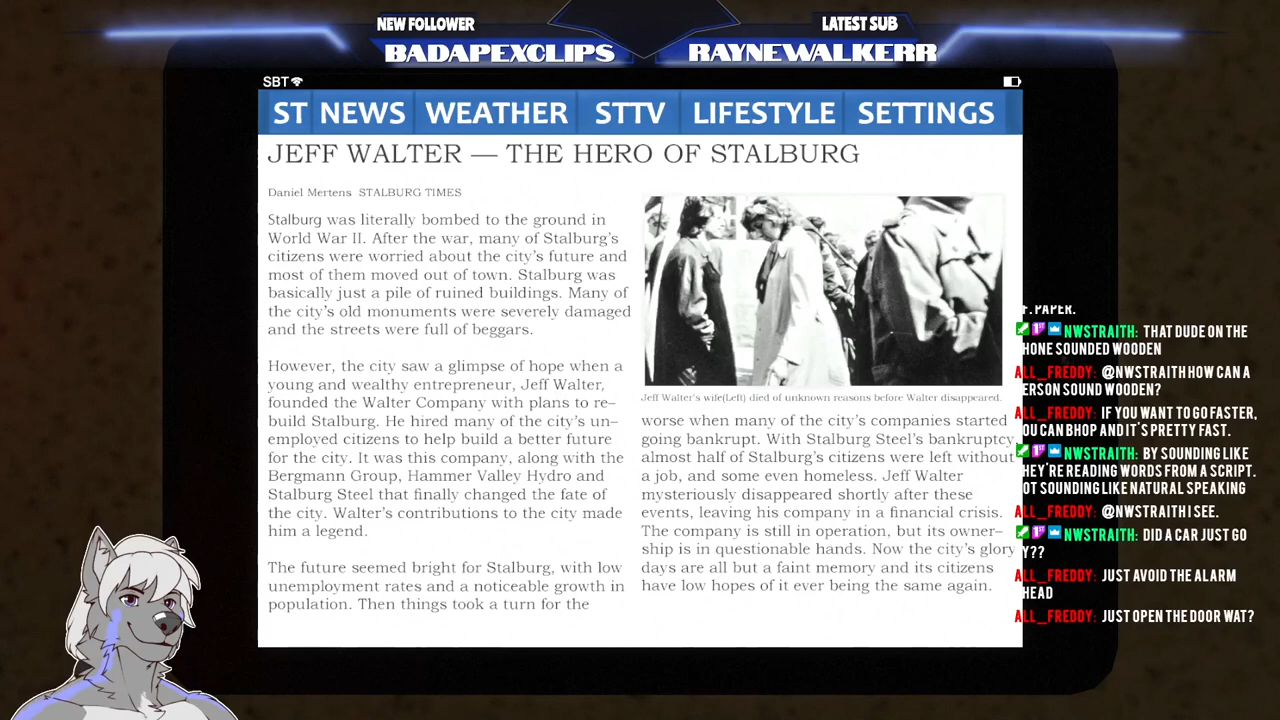 NEW FOLLOWER
BADAPEXCLIPS
LATEST SUB
RAYNEWALKERR
SBT
ST NEWS WEATHER STTV LIFESTYLE SETTINGS
JEFF WALTER — THE HERO OF STALBURG
Daniel Mertens STALBURG TIMES
Stalburg was literally bombed to the ground in
World War II. After the war, many of Stalburg's
citizens were worried about the city's future and
most of them moved out of town. Stalburg was
basically just a pile of ruined buildings. Many of
the city's old monuments were severely damaged
and the streets were full of beggars.
However, the city saw a glimpse of hope when a
young and wealthy entrepreneur, Jeff Walter,
founded the Walter Company with plans to re–
build Stalburg. He hired many of the city's un–
employed citizens to help build a better future
for the city. It was this company, along with the
Bergmann Group, Hammer Valley Hydro and
Stalburg Steel that finally changed the fate of
the city. Walter's contributions to the city made
him a legend.
The future seemed bright for Stalburg, with low
unemployment rates and a noticeable growth in
population. Then things took a turn for the
Jeff Walter's wife(Left) died of unknown reasons before Walter disappeared.
worse when many of the city's companies started
going bankrupt. With Stalburg Steel's bankruptcy
almost half of Stalburg's citizens were left without
a job, and some even homeless. Jeff Walter
mysteriously disappeared shortly after these
events, leaving his company in a financial crisis.
The company is still in operation, but its owner–
ship is in questionable hands. Now the city's glory
days are all but a faint memory and its citizens
have low hopes of it ever being the same again.
PAPER.
NWSTRAITH: THAT DUDE ON THE
HONE SOUNDED WOODEN
ALL_FREDDY: @NWSTRAITH HOW CAN A
ERSON SOUND WOODEN?
ALL_FREDDY: IF YOU WANT TO GO FASTER,
OU CAN BHOP AND IT'S PRETTY FAST.
NWSTRAITH: BY SOUNDING LIKE
HEY'RE READING WORDS FROM A SCRIPT.
OT SOUNDING LIKE NATURAL SPEAKING
ALL_FREDDY: @NWSTRAITH I SEE.
NWSTRAITH: DID A CAR JUST GO
Y??
ALL_FREDDY: JUST AVOID THE ALARM
HEAD
ALL_FREDDY: JUST OPEN THE DOOR WAT?